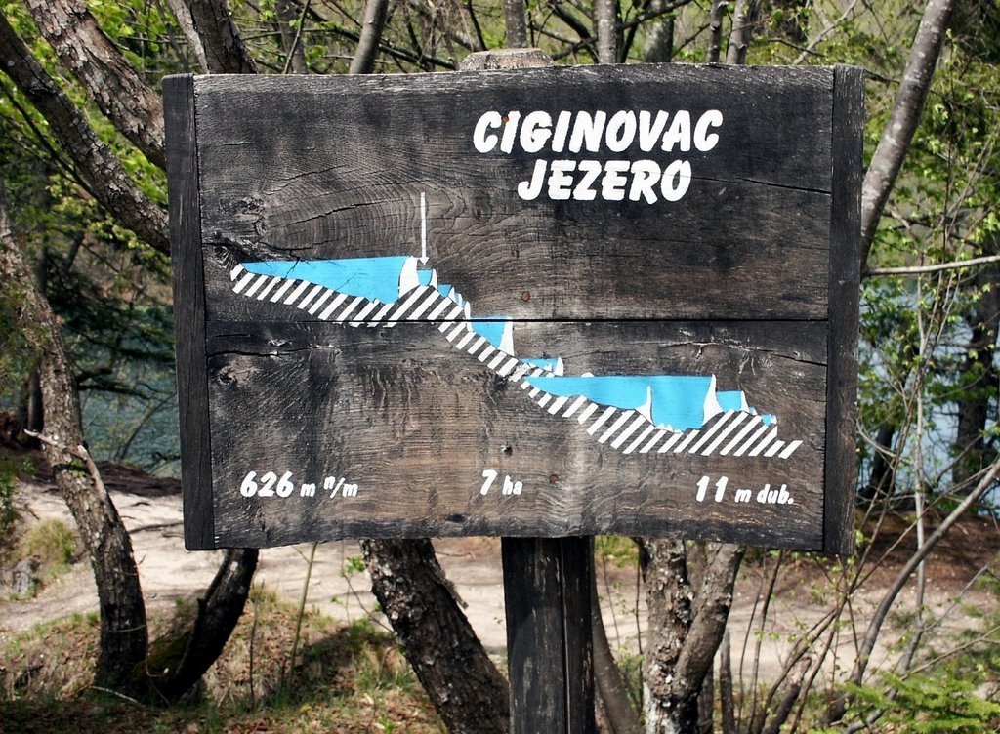 CIGINOVAC
JEZERO
626 m n/m 7 ha 11 m dub.